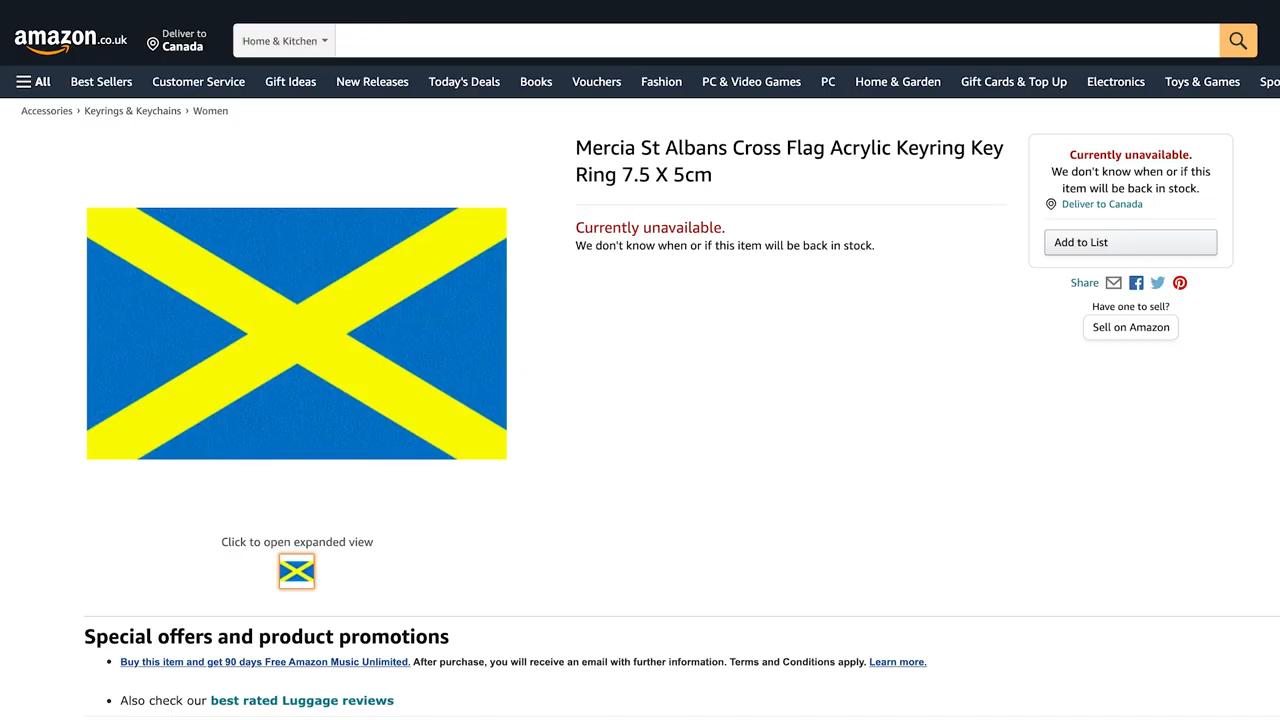 amazon.co.uk
Deliver to
Canada
Home & Kitchen
All
Best Sellers
Customer Service
Gift Ideas
New Releases
Today's Deals
Books
Vouchers
Fashion
PC & Video Games
PC
Home & Garden
Gift Cards & Top Up
Electronics
Toys & Games
Spo
Accessories › Keyrings & Keychains › Women
Mercia St Albans Cross Flag Acrylic Keyring Key
Ring 7.5 X 5cm
Currently unavailable.
We don't know when or if this item will be back in stock.
Currently unavailable.
We don't know when or if this
item will be back in stock.
Deliver to Canada
Add to List
Share
Have one to sell?
Sell on Amazon
Click to open expanded view
Special offers and product promotions
Buy this item and get 90 days Free Amazon Music Unlimited. After purchase, you will receive an email with further information. Terms and Conditions apply. Learn more.
Also check our best rated Luggage reviews